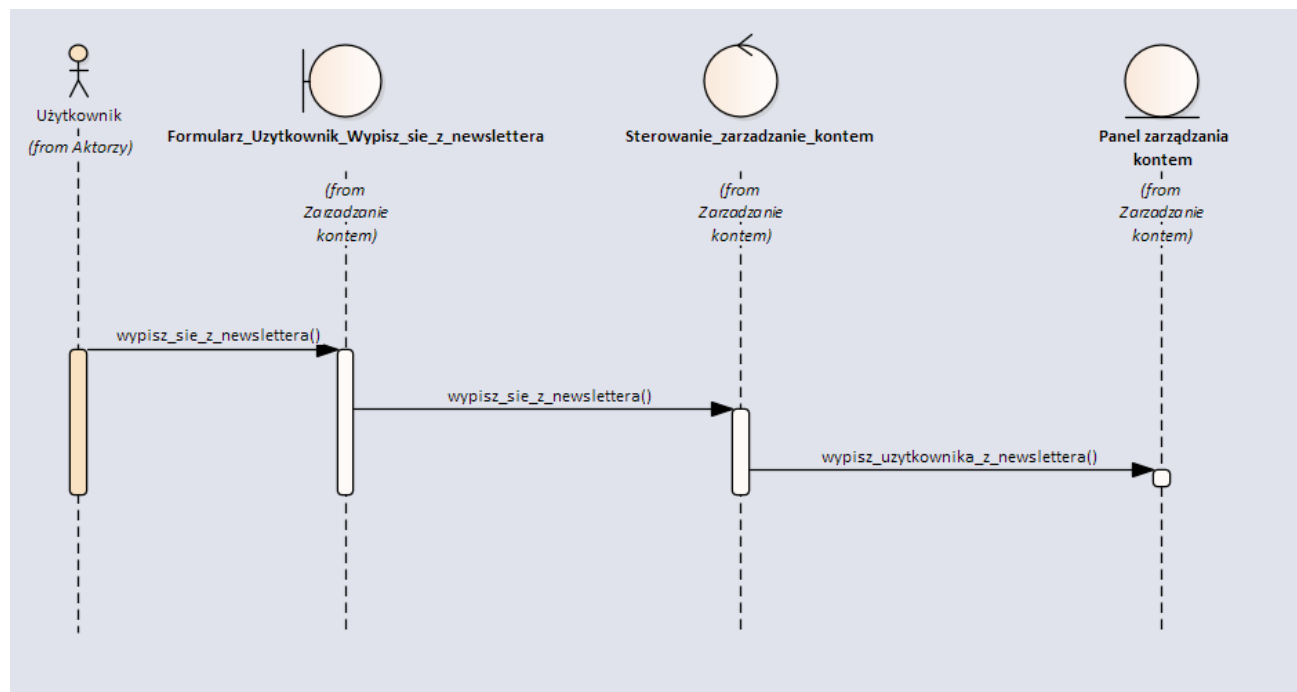 Użytkownik
(from Aktorzy)
Formularz_Uzytkownik_Wypisz_sie_z_newslettera
(from
Zarzadzanie
kontem)
Sterowanie_zarzadzanie_kontem
(from
Zarzadzanie
kontem)
Panel zarządzania
kontem
(from
Zarzadzanie
kontem)
wypisz_sie_z_newslettera()
wypisz_sie_z_newslettera()
wypisz_uzytkownika_z_newslettera()